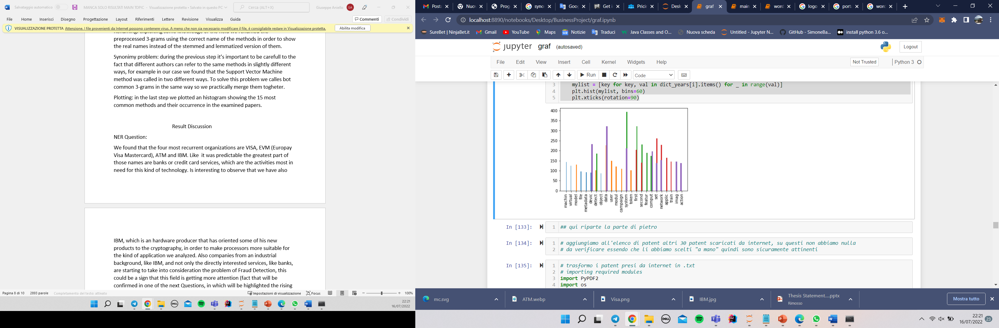 Salvataggio automatico
MANCA SOLO RISULTATI MAIN TOPIC - Visualizzazione protetta • Salvato in questo PC
Cerca (ALT+X)
Giuseppe Aniello
GA
File Home Inserisci Disegno Progettazione Layout Riferimenti Lettere Revisione Visualizza Guida
Commenti
Condividi
VISUALIZZAZIONE PROTETTA Attenzione. I file provenienti da Internet possono contenere virus. A meno che non sia necessario modificare il file, è consigliabile restare in Visualizzazione protetta.
Abilita modifica
preprocessed 3-grams using the correct name of the methods in order to show
the real names instead of the stemmed and lemmatized version of them.
Synonimy problem: during the previous step it's important to be carefull to the
fact that different authors can refer to the same methods in slightly different
ways, for example in our case we found that the Support Vector Machine
method was called in two different ways. To solve this problem we calles bot
common 3-grams in the same way so we practically merge them togheter.
Plotting: in the last step we plotted an histogram showing the 15 most
common methods and their occurrence in the examined papers.
Result Discussion
NER Question:
We found that the four most recurrent organizations are VISA, EVM (Europay
Visa Mastercard), ATM and IBM. Like it was predictable the greatest part of
those names are banks or credit card services, which are the activities most in
need for this kind of technology. Is interesting to observe that we have also
IBM, which is an hardware producer that has oriented some of his new
products to the cryptography, in order to make processors more suitable for
the kind of application we analyzed. Also companies from an industrial
background, like IBM, and not only the directly interested services, like banks,
are starting to take into consideration the problem of Fraud Detection, this
could be a sign that this field is getting more attention (fact that will be
confirmed in one of the next Questions, in which will be highlighted the rising
Pagina 8 di 10 2893 parole Completamento del testo: attivato
Impostazioni di visualizzazione Focus 100%
DELL
22:21
16/07/2022
Posta Nuov Prog syno Goog pt Get i Pricin Desk graf main word logo port word
localhost:8890/notebooks/Desktop/BusinessProject/graf.ipynb
SureBet | NinjaBet.it Gmail YouTube Maps Notizie Traduci Java Classes and O... Nuova scheda Untitled - Jupyter N... GitHub - SimoneBa... install python 3.6 o...
jupyter graf (autosaved)
Logout
File Edit View Insert Cell Kernel Widgets Help
Not Trusted
Python 3
Run
Code
3 mylist = [key for key, val in dict_years[i].items() for _ in range(val)]
4 plt.hist(mylist, bins=60)
5 plt.xticks(rotation=90)
400
350
300
250
200
150
100
50
0
machin virtual model file metadata devic detect object data user modul campaign system token first second featur comput set network applic train imag action
In [133]: 1 ## qui riparte la parte di pietro
In [134]: 1 # aggiungiamo all'elenco di patent altri 30 patent scaricati da internet, su questi non abbiamo nulla
2 # da verificare essendo che li abbiamo scelti "a mano" quindi sono sicuramente attinenti
In [135]: 1 # trasformo i patent presi da internet in .txt
2 # importing required modules
3 import PyPDF2
4 import os
mc.svg
ATM.webp
Visa.png
IBM.jpg
Thesis Statement....pptx
Rimosso
Mostra tutto
DELL
22:21
16/07/2022
23